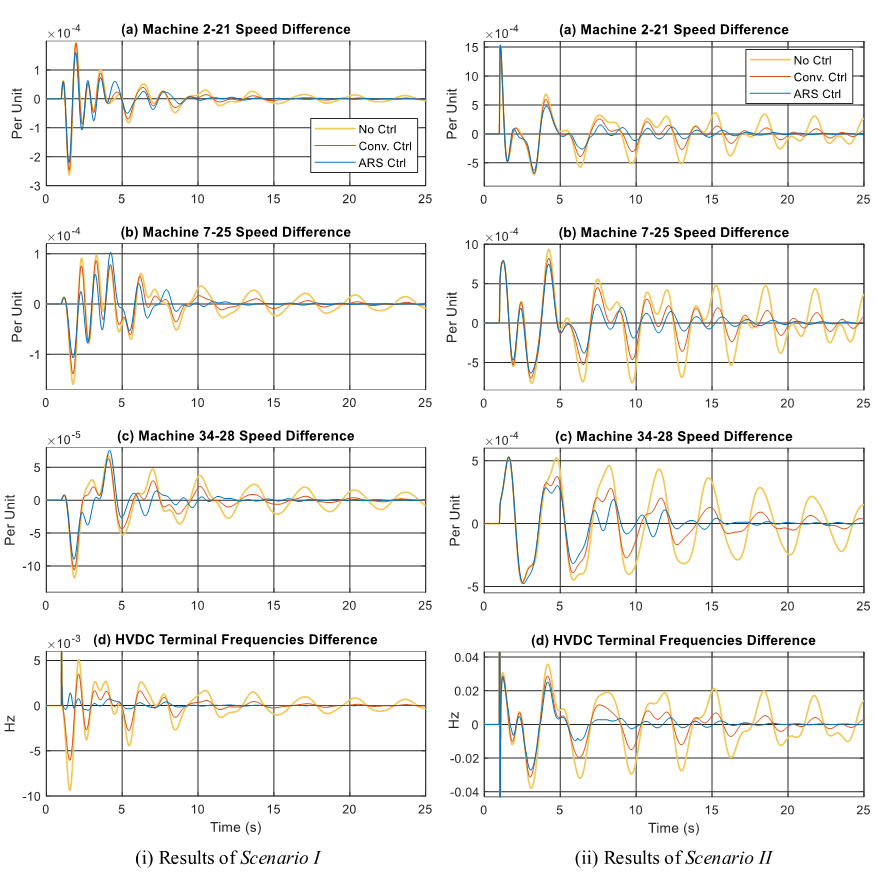 (a) Machine 2-21 Speed Difference
×10⁻⁴
1
0
-1
-2
-3
Per Unit
No Ctrl
Conv. Ctrl
ARS Ctrl
0 5 10 15 20 25
(b) Machine 7-25 Speed Difference
×10⁻⁴
1
0
-1
Per Unit
0 5 10 15 20 25
(c) Machine 34-28 Speed Difference
×10⁻⁵
5
0
-5
-10
Per Unit
0 5 10 15 20 25
(d) HVDC Terminal Frequencies Difference
×10⁻³
5
0
-5
-10
Hz
0 5 10 15 20 25
Time (s)
(i) Results of Scenario I
(a) Machine 2-21 Speed Difference
×10⁻⁴
15
10
5
0
-5
Per Unit
No Ctrl
Conv. Ctrl
ARS Ctrl
0 5 10 15 20 25
(b) Machine 7-25 Speed Difference
×10⁻⁴
10
5
0
-5
Per Unit
0 5 10 15 20 25
(c) Machine 34-28 Speed Difference
×10⁻⁴
5
0
-5
Per Unit
0 5 10 15 20 25
(d) HVDC Terminal Frequencies Difference
0.04
0.02
0
-0.02
-0.04
Hz
0 5 10 15 20 25
Time (s)
(ii) Results of Scenario II